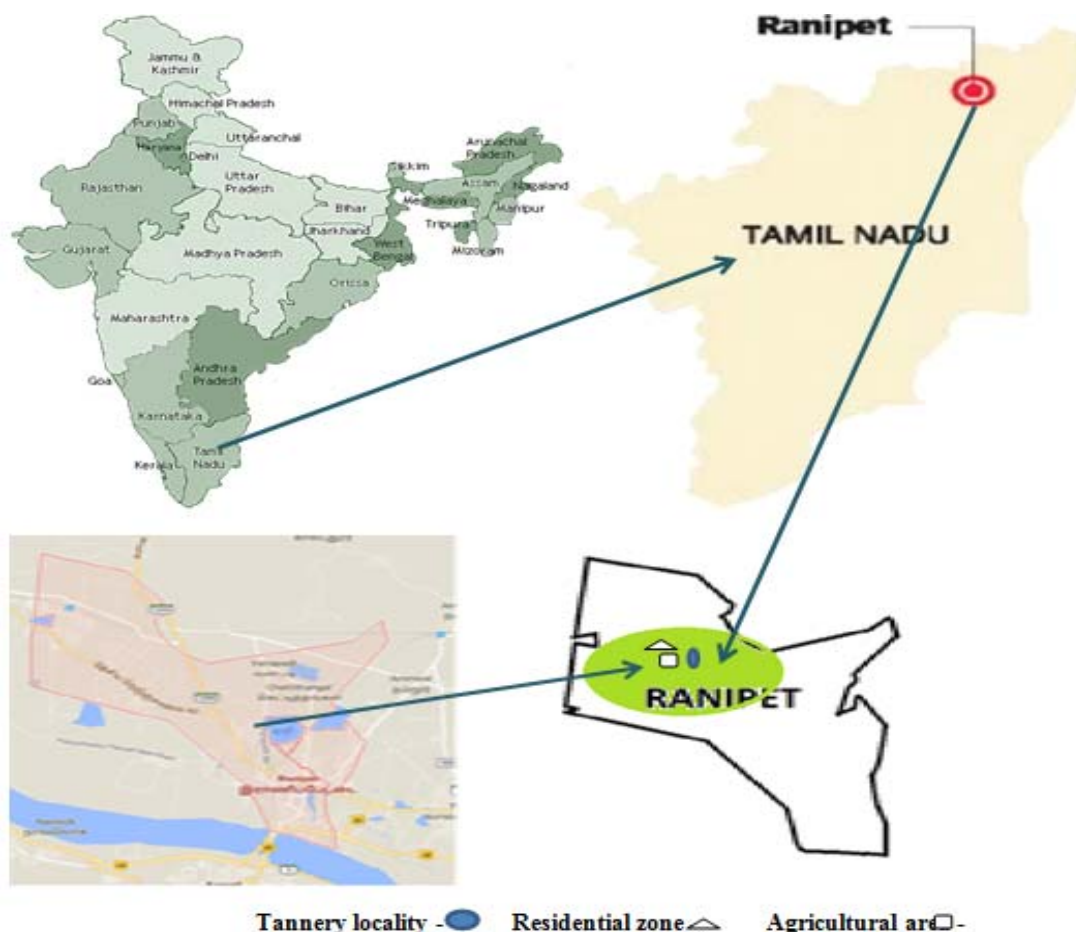 Jammu &
Kashmir
Himachal Pradesh
Punjab
Uttaranchal
Haryana
Delhi
Arunachal
Pradesh
Sikkim
Uttar
Pradesh
Assam
Nagaland
Rajasthan
Meghalaya
Bihar
Manipur
Tripura
Jharkhand
Gujarat
West
Bengal
Mizoram
Madhya Pradesh
Orissa
Maharashtra
Andhra
Pradesh
Goa
Karnataka
Tamil
Nadu
Kerala
Ranipet
TAMIL NADU
RANIPET
Tannery locality - Residential zone Agricultural are -